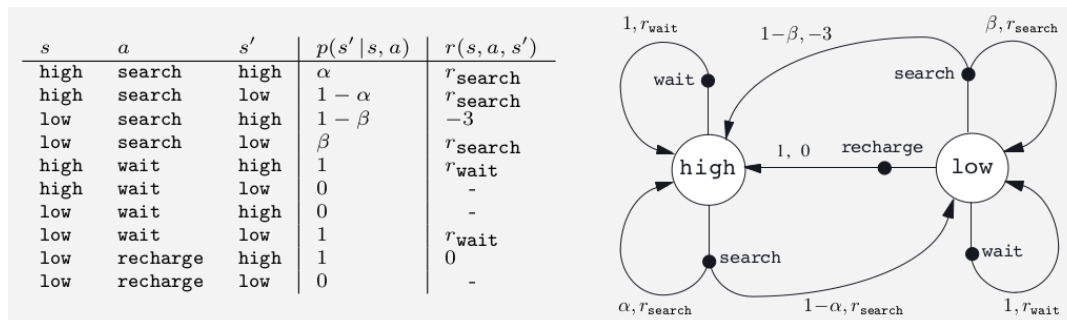 s a s′ p(s′ | s, a) r(s, a, s′)
high search high α r_search
high search low 1 − α r_search
low search high 1 − β −3
low search low β r_search
high wait high 1 r_wait
high wait low 0 -
low wait high 0 -
low wait low 1 r_wait
low recharge high 1 0
low recharge low 0 -
1, r_wait
1−β, −3
β, r_search
wait
search
1, 0
recharge
high
low
search
wait
α, r_search
1−α, r_search
1, r_wait